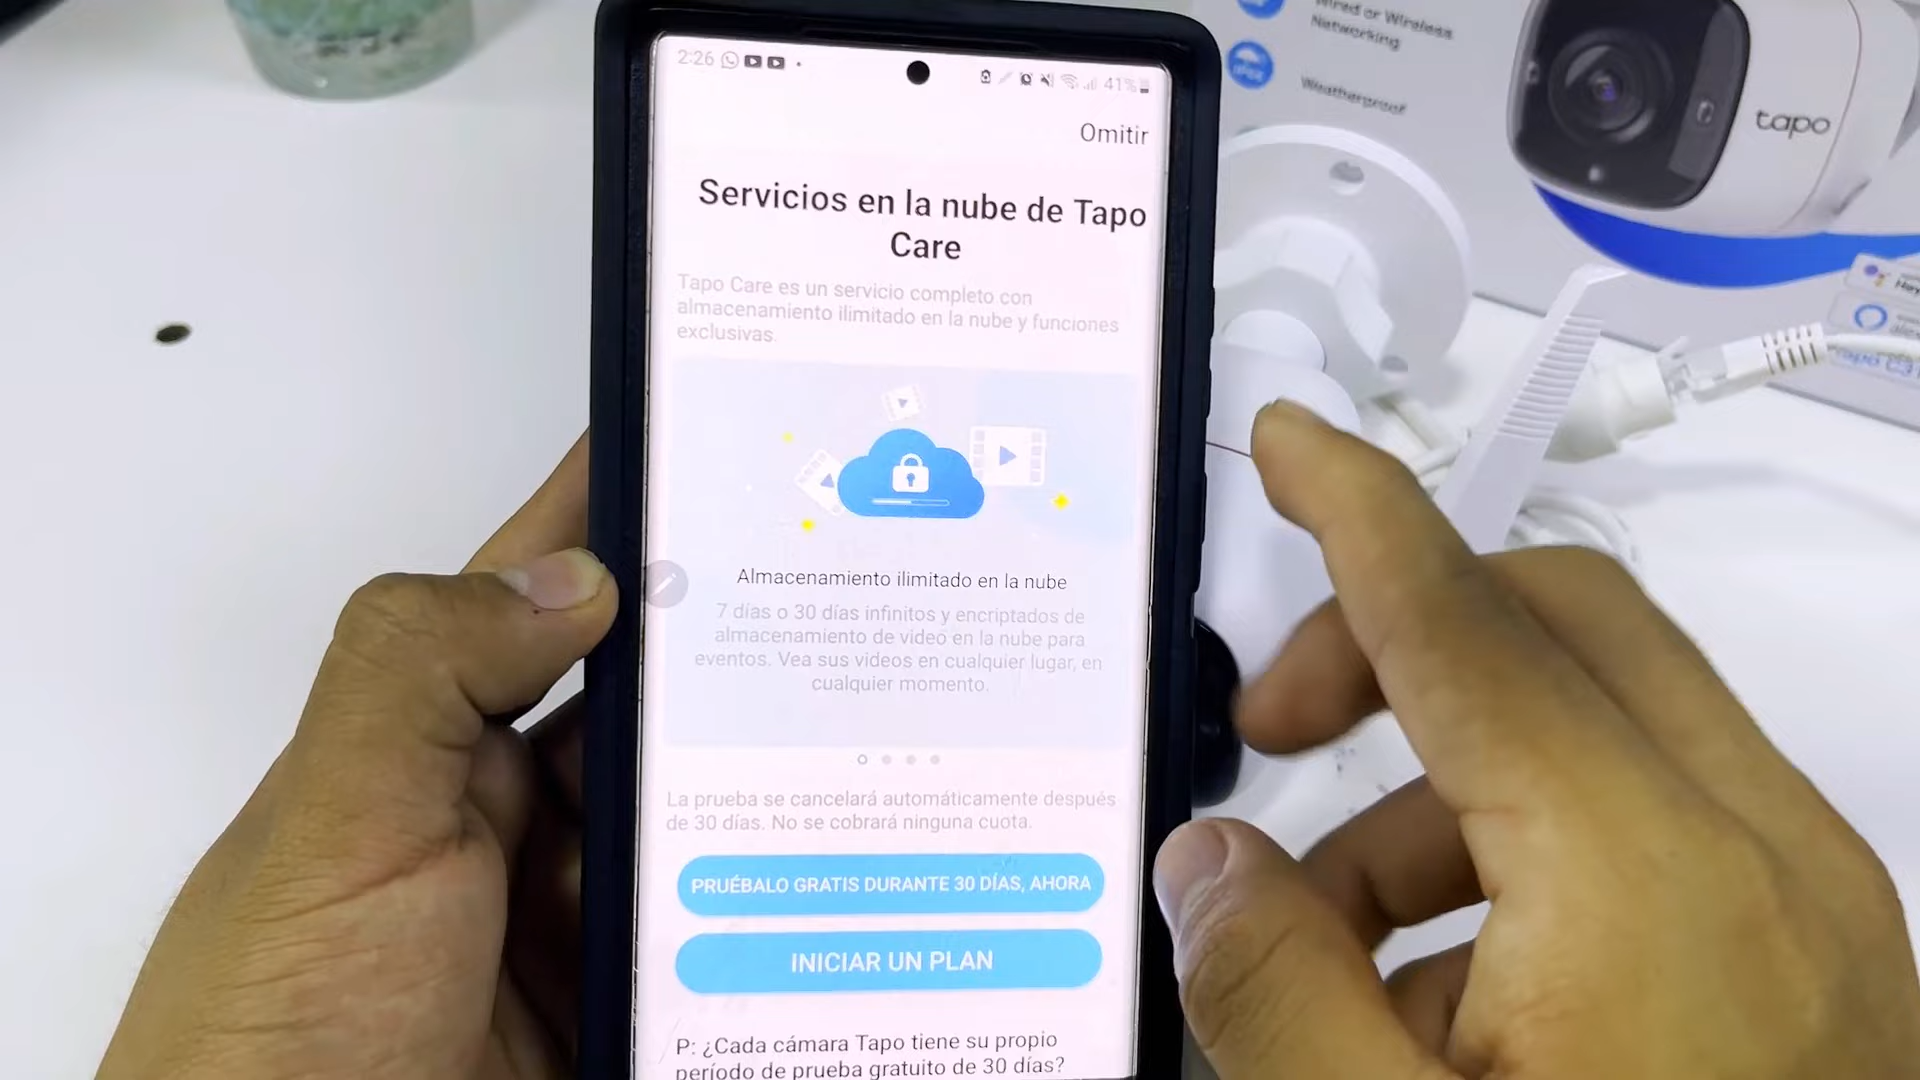 2:26
41%
Omitir
Servicios en la nube de Tapo
Care
Tapo Care es un servicio completo con
almacenamiento ilimitado en la nube y funciones
exclusivas.
Almacenamiento ilimitado en la nube
7 días o 30 días infinitos y encriptados de
almacenamiento de video en la nube para
eventos. Vea sus videos en cualquier lugar, en
cualquier momento.
La prueba se cancelará automáticamente después
de 30 días. No se cobrará ninguna cuota.
PRUÉBALO GRATIS DURANTE 30 DÍAS, AHORA
INICIAR UN PLAN
P: ¿Cada cámara Tapo tiene su propio
período de prueba gratuito de 30 días?
Wired or Wireless
Networking
Weatherproof
tapo